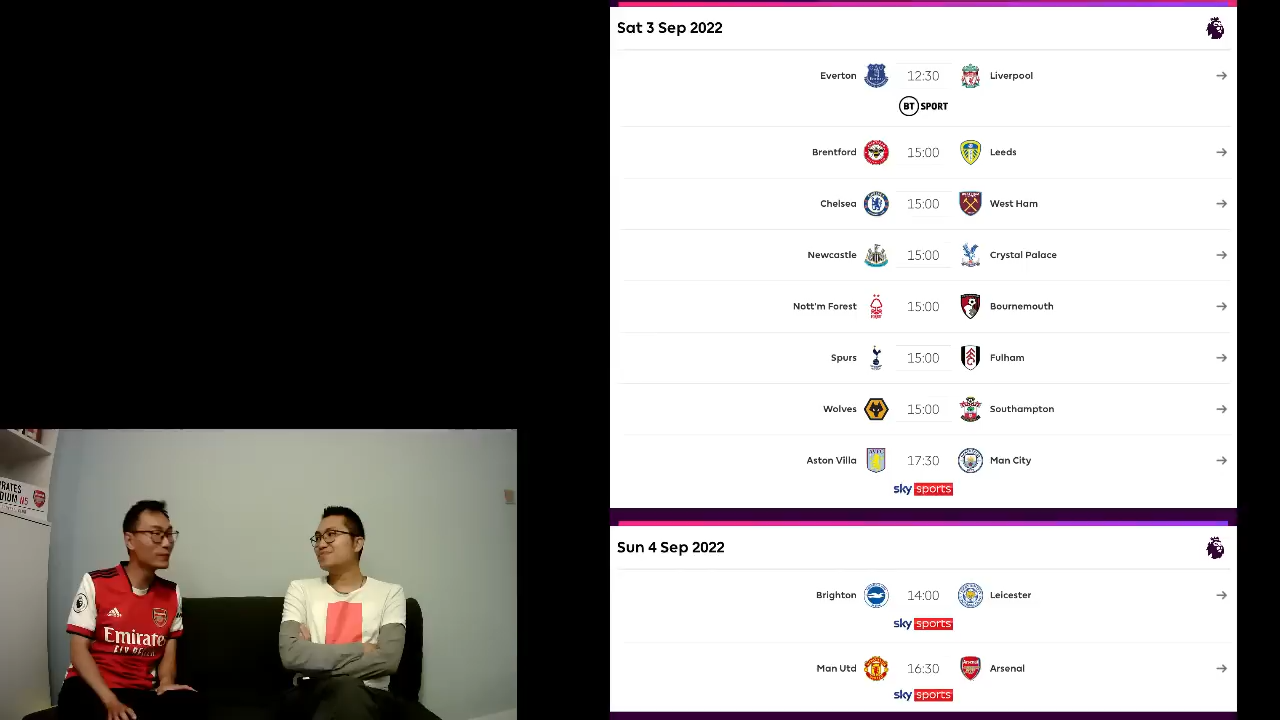 Sat 3 Sep 2022
Everton 12:30 Liverpool
BT SPORT
Brentford 15:00 Leeds
Chelsea 15:00 West Ham
Newcastle 15:00 Crystal Palace
Nott'm Forest 15:00 Bournemouth
Spurs 15:00 Fulham
Wolves 15:00 Southampton
Aston Villa 17:30 Man City
sky sports
Sun 4 Sep 2022
Brighton 14:00 Leicester
sky sports
Man Utd 16:30 Arsenal
sky sports
Emirates